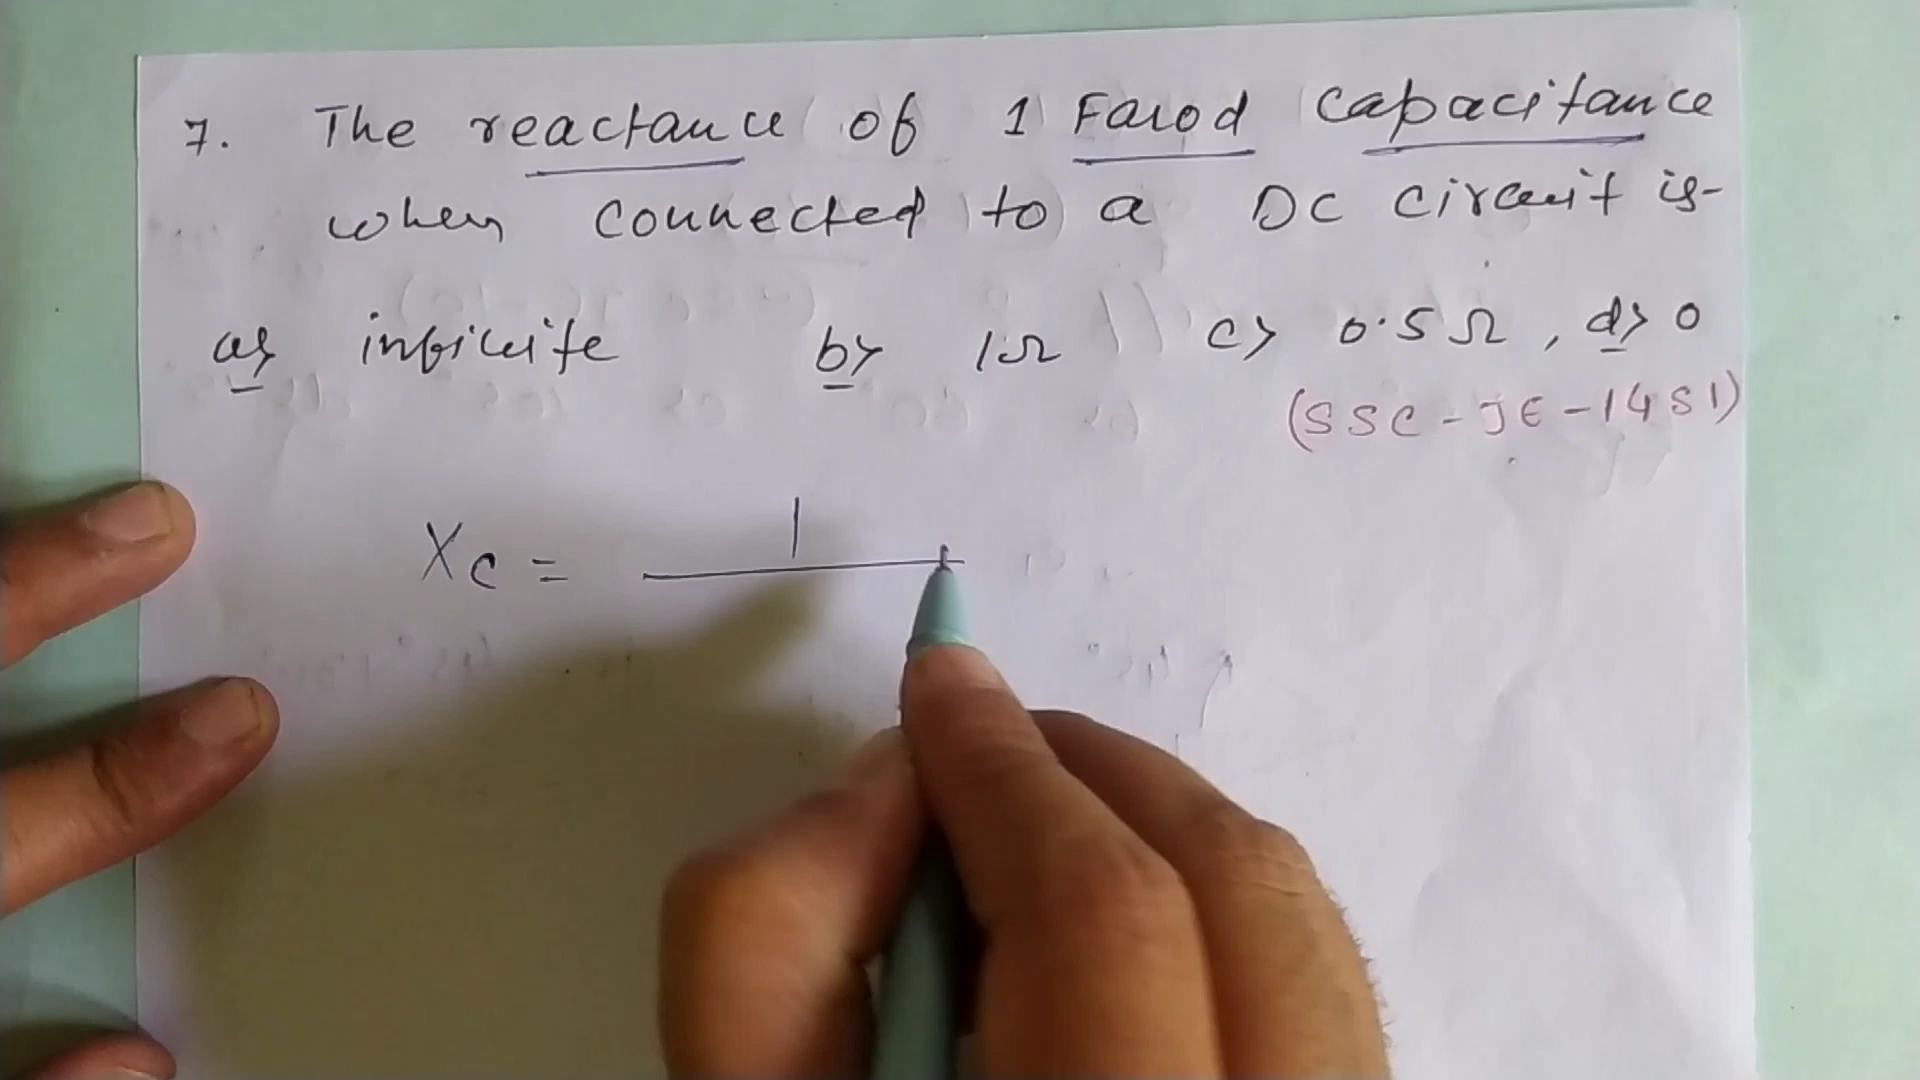 7. The reactance of 1 Farod capacitance
when connected to a DC circuit is-
a> infinite b> 1Ω c> 0.5Ω, d> 0
(SSC-JE-14S1)
Xc = 1